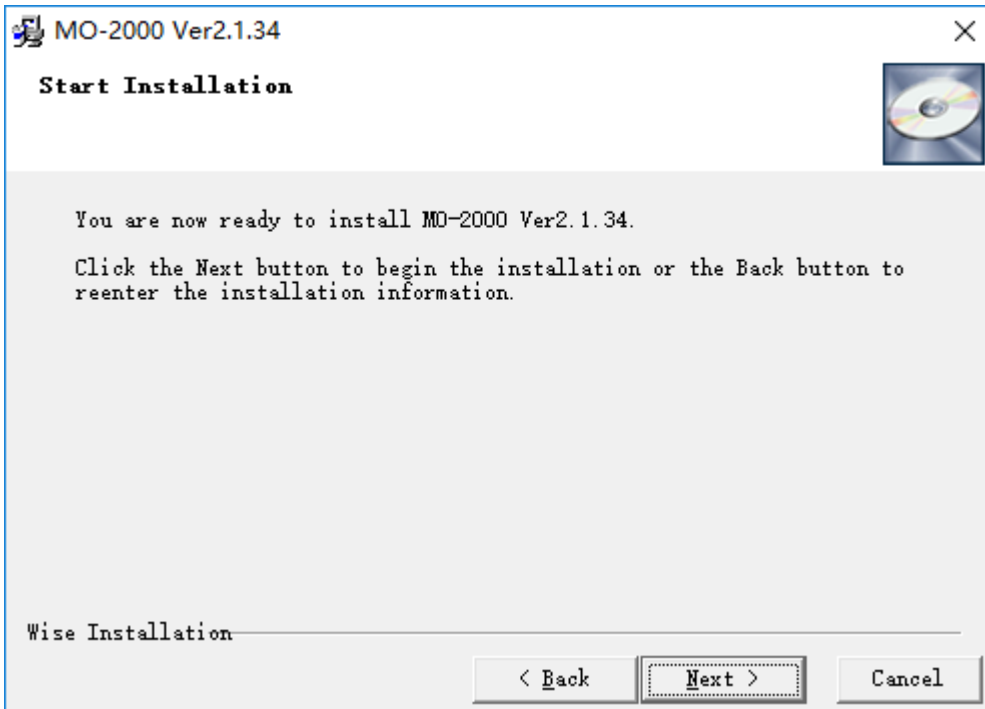 MO-2000 Ver2.1.34
Start Installation
You are now ready to install MO-2000 Ver2.1.34.
Click the Next button to begin the installation or the Back button to
reenter the installation information.
Wise Installation
< Back
Next >
Cancel